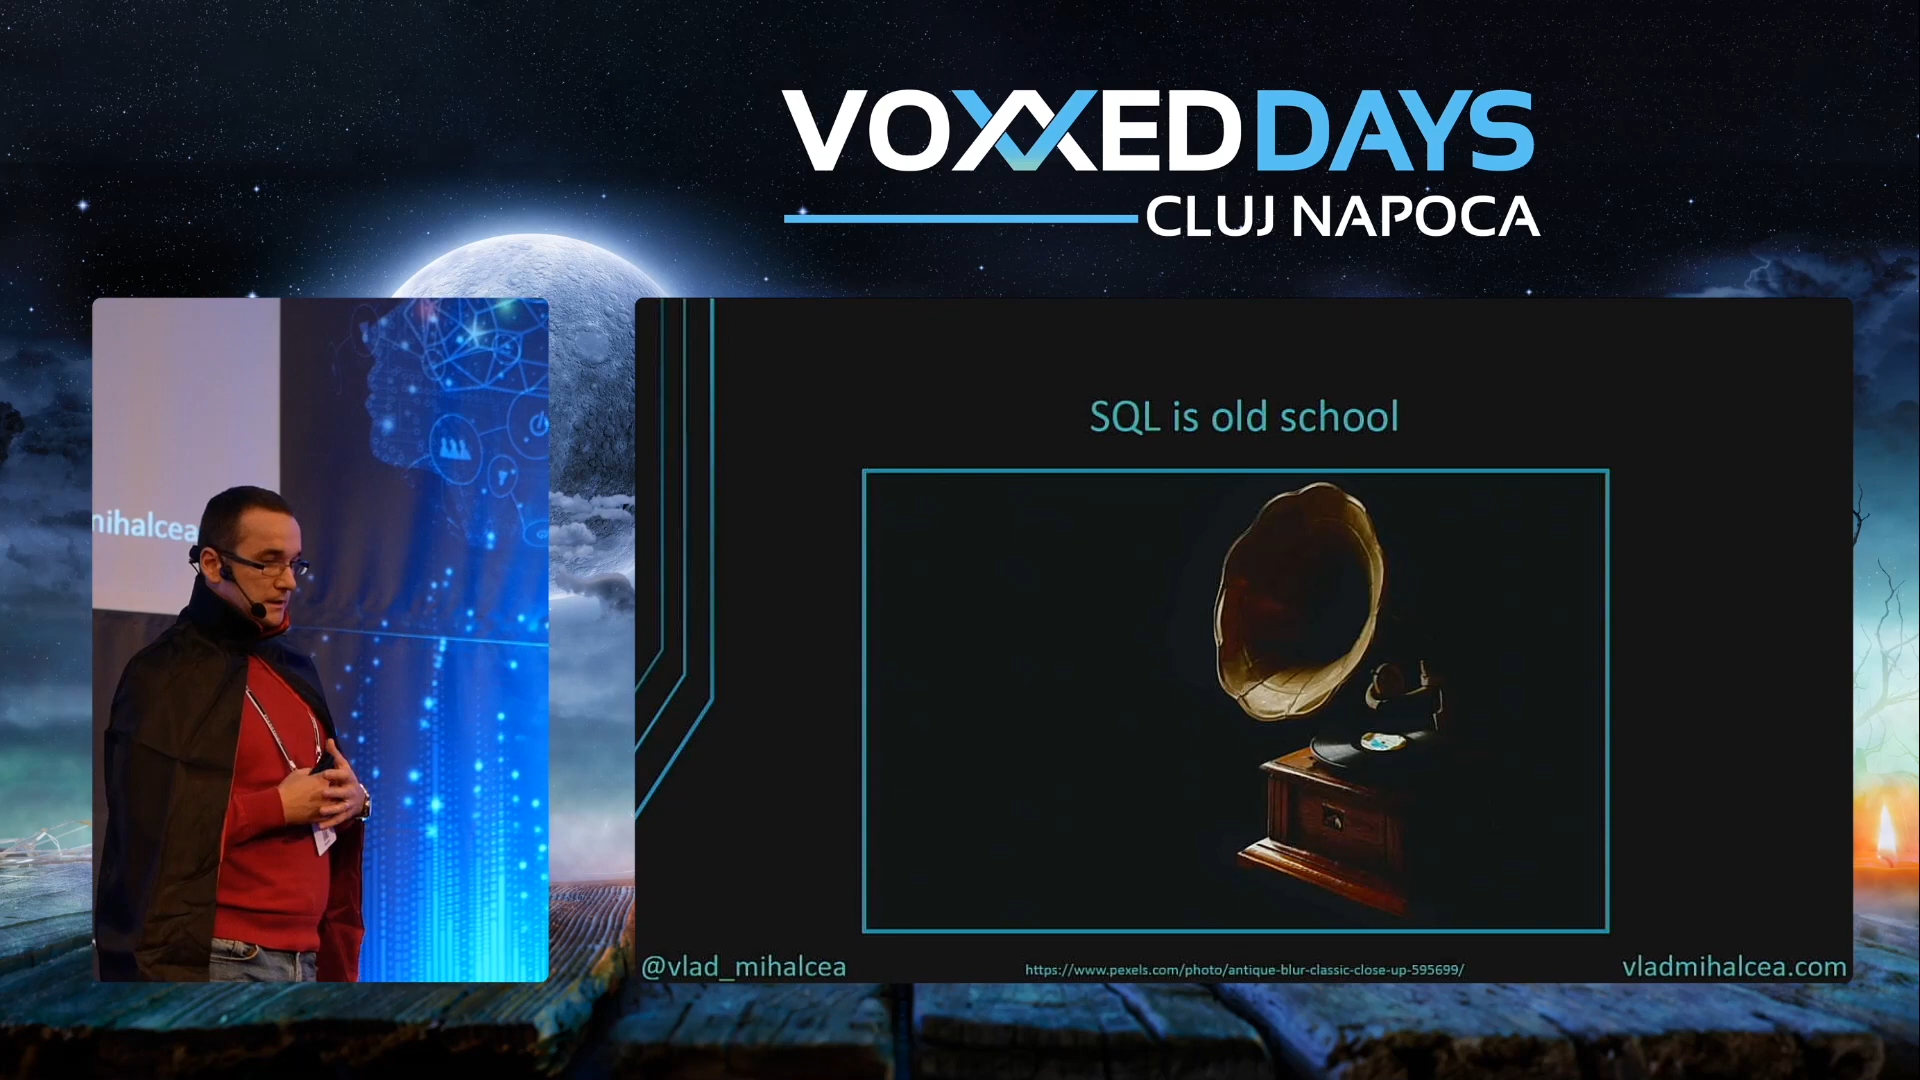 VOXXED DAYS
CLUJ NAPOCA
mihalcea
SQL is old school
@vlad_mihalcea
https://www.pexels.com/photo/antique-blur-classic-close-up-595699/
vladmihalcea.com